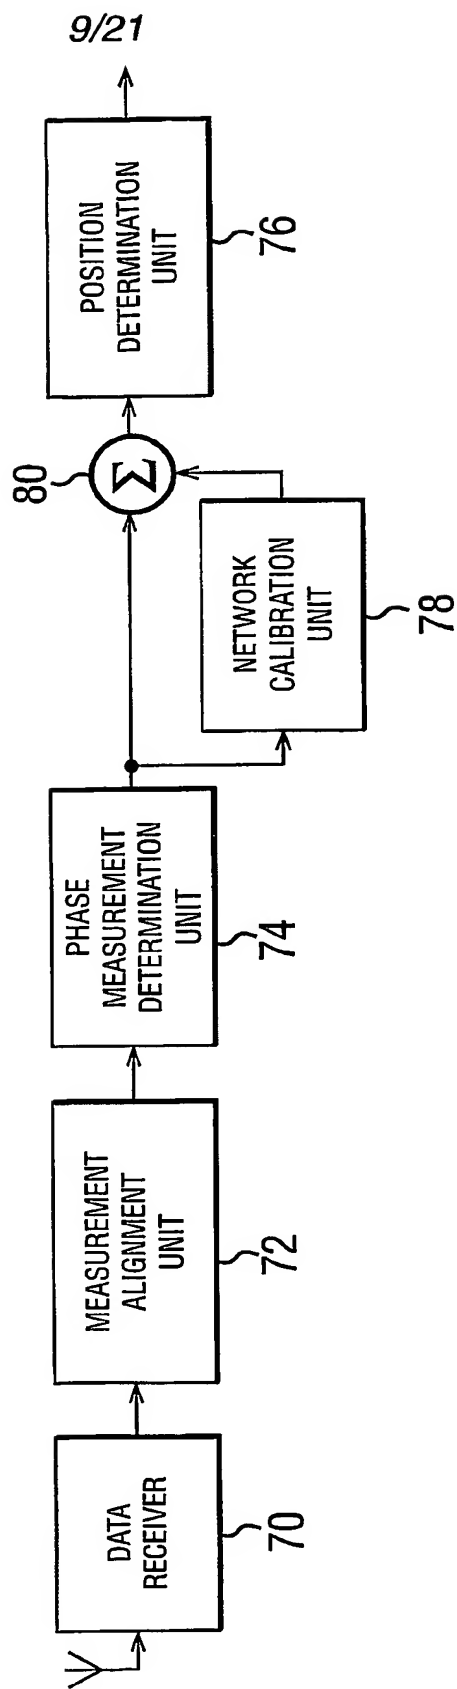 9/21
DATA
RECEIVER
70
MEASUREMENT
ALIGNMENT
UNIT
72
PHASE
MEASUREMENT
DETERMINATION
UNIT
74
NETWORK
CALIBRATION
UNIT
78
80
Σ
POSITION
DETERMINATION
UNIT
76